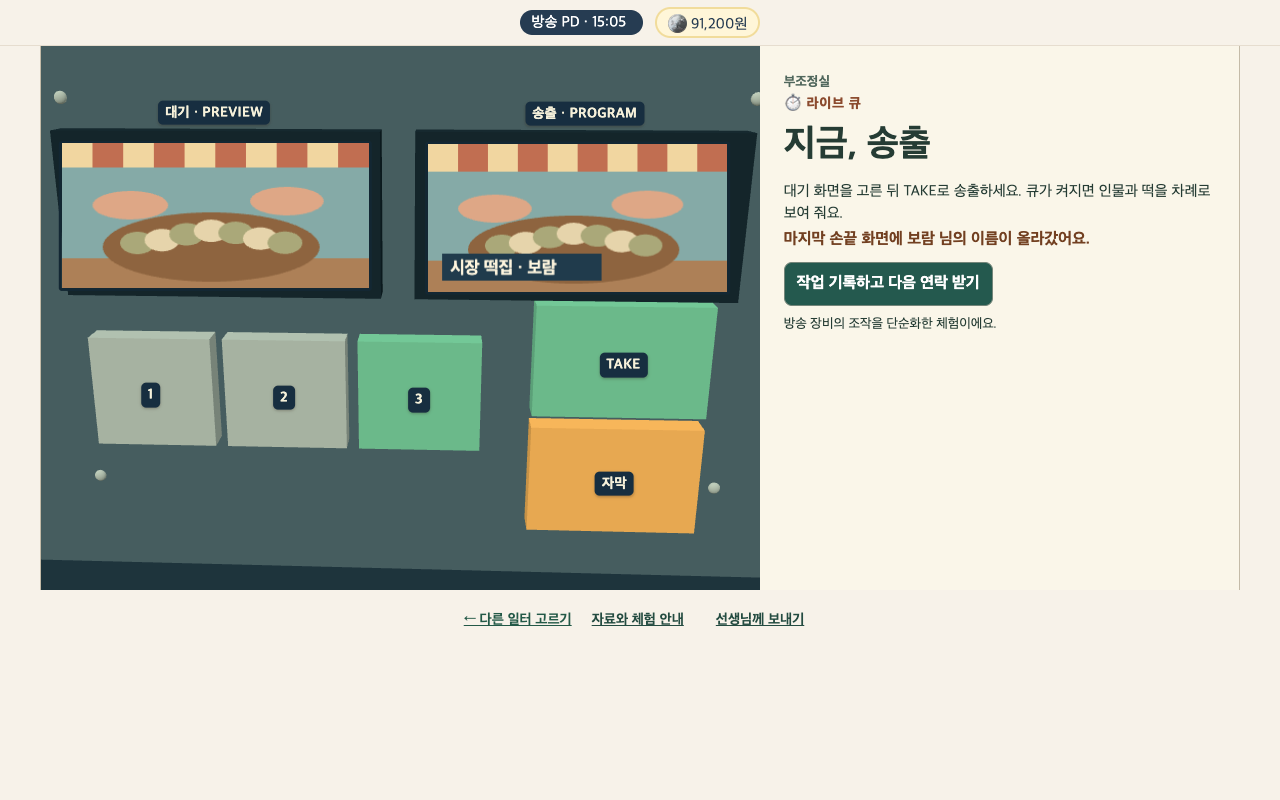 방송 PD · 15:05
91,200원
대기 · PREVIEW
송출 · PROGRAM
시장 떡집 · 보람
1
2
3
TAKE
자막
부조정실
라이브 큐
지금, 송출
대기 화면을 고른 뒤 TAKE로 송출하세요. 큐가 켜지면 인물과 떡을 차례로
보여 줘요.
마지막 손끝 화면에 보람 님의 이름이 올라갔어요.
작업 기록하고 다음 연락 받기
방송 장비의 조작을 단순화한 체험이에요.
← 다른 일터 고르기
자료와 체험 안내
선생님께 보내기